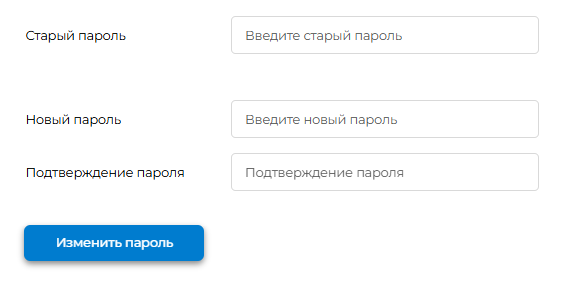 Старый пароль Введите старый пароль
Новый пароль Введите новый пароль
Подтверждение пароля Подтверждение пароля
Изменить пароль